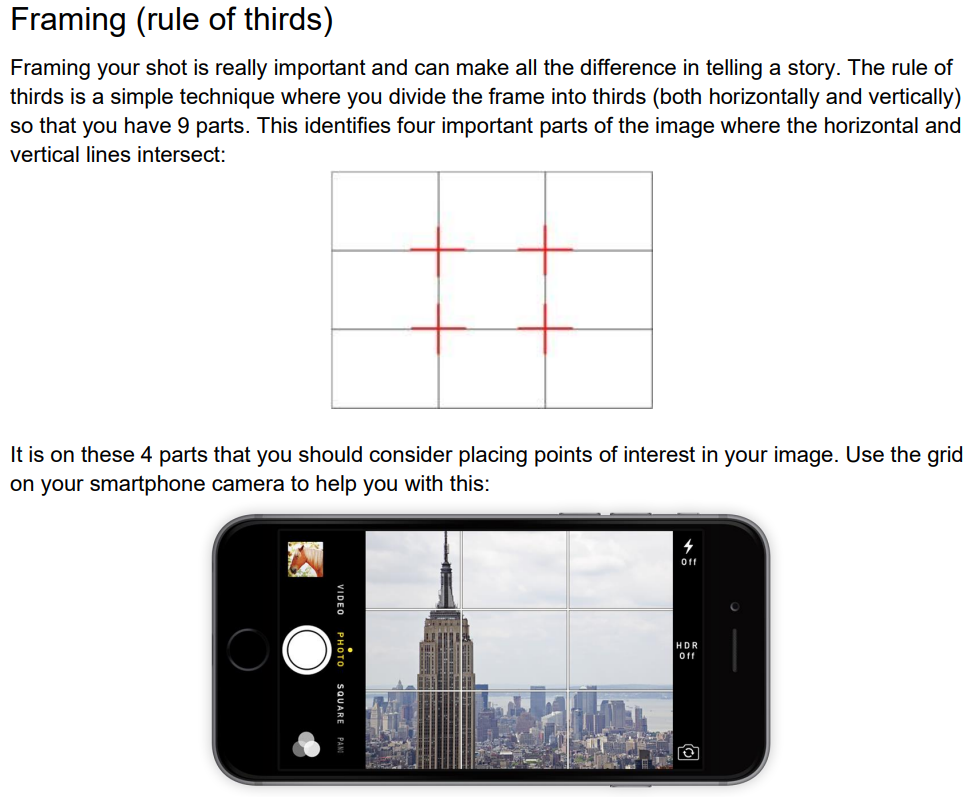 Framing (rule of thirds)
Framing your shot is really important and can make all the difference in telling a story. The rule of
thirds is a simple technique where you divide the frame into thirds (both horizontally and vertically)
so that you have 9 parts. This identifies four important parts of the image where the horizontal and
vertical lines intersect:
It is on these 4 parts that you should consider placing points of interest in your image. Use the grid
on your smartphone camera to help you with this:
VIDEO
PHOTO
SQUARE
PANO
Off
HDR
Off